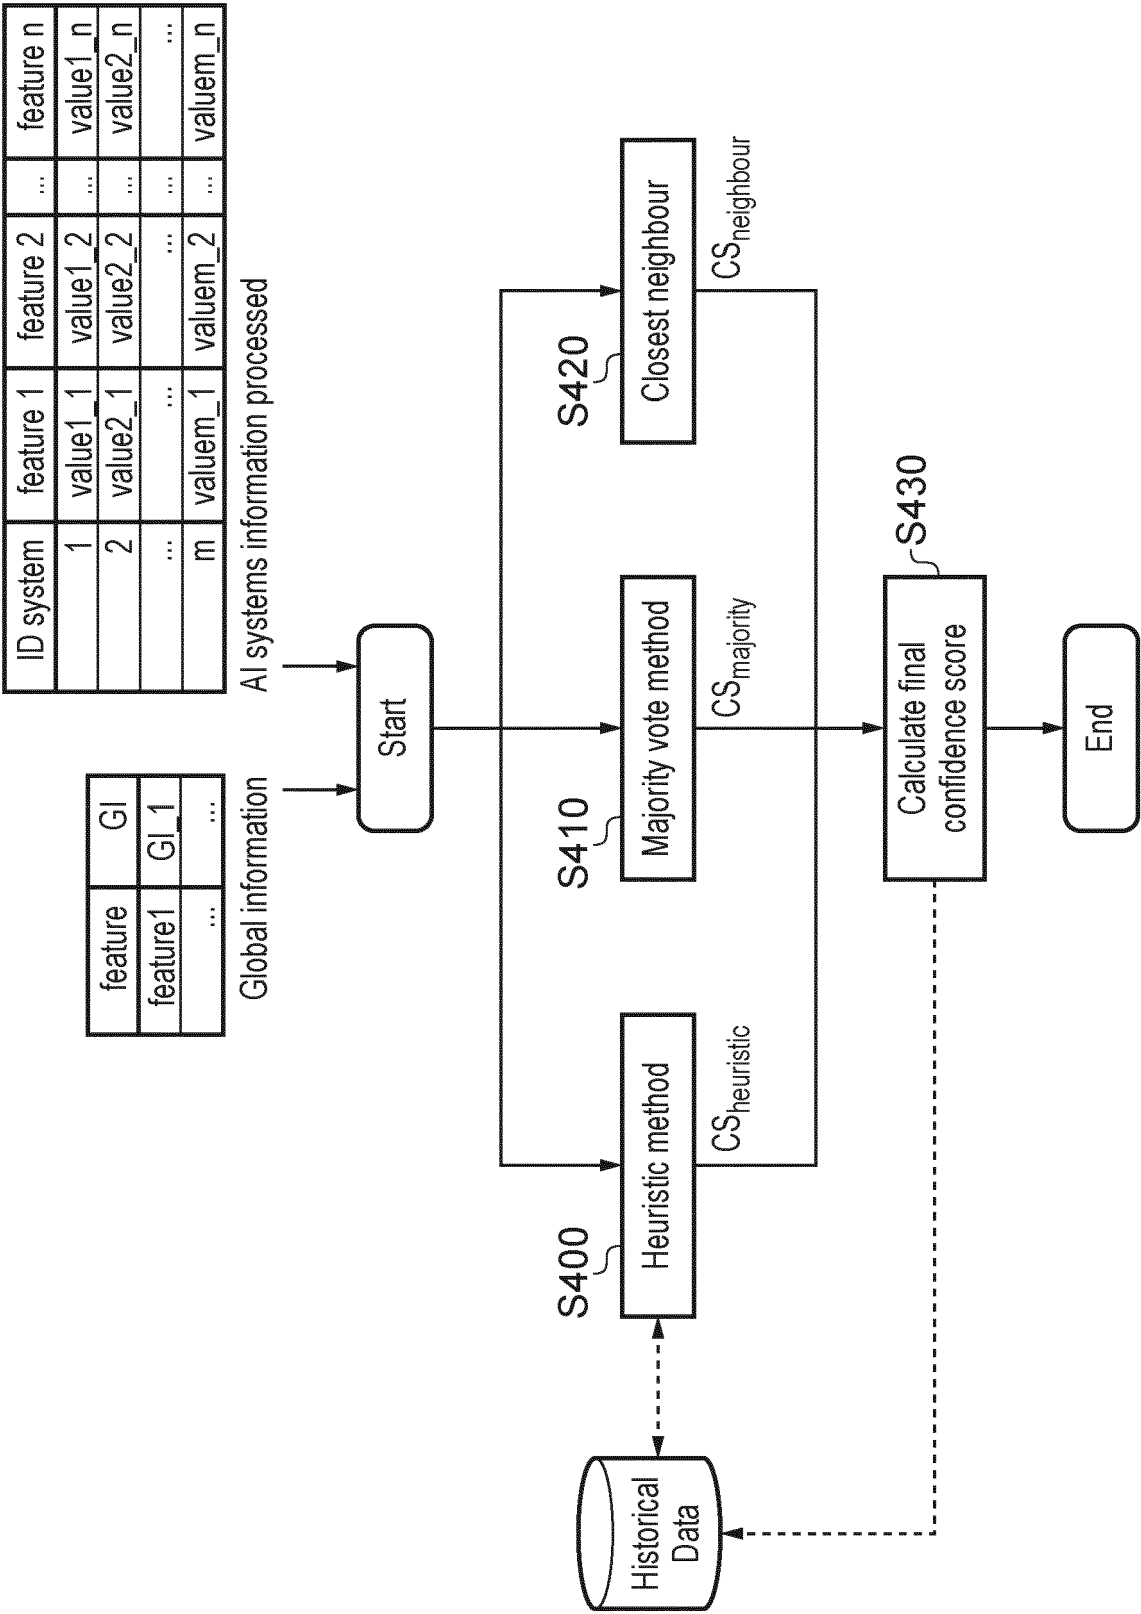 feature GI
feature1 GI_1
... ...
Global information
ID system feature 1 feature 2 ... feature n
1 value1_1 value1_2 ... value1_n
2 value2_1 value2_2 ... value2_n
... ... ... ... ...
m valuem_1 valuem_2 ... valuem_n
AI systems information processed
Start
S400
Heuristic method
CSheuristic
S410
Majority vote method
CSmajority
S420
Closest neighbour
CSneighbour
Historical
Data
S430
Calculate final
confidence score
End